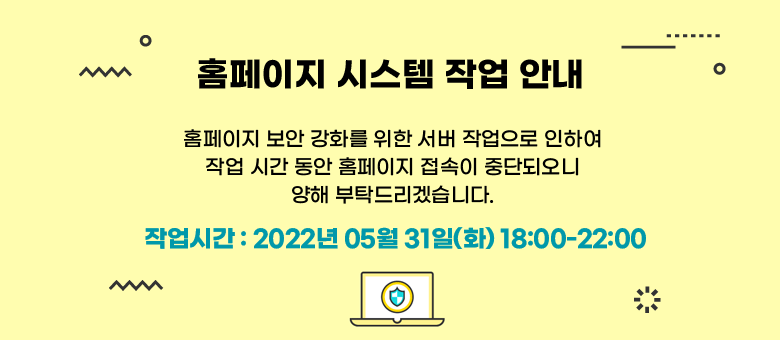 홈페이지 시스템 작업 안내
홈페이지 보안 강화를 위한 서버 작업으로 인하여
작업 시간 동안 홈페이지 접속이 중단되오니
양해 부탁드리겠습니다.
작업시간 : 2022년 05월 31일(화) 18:00-22:00